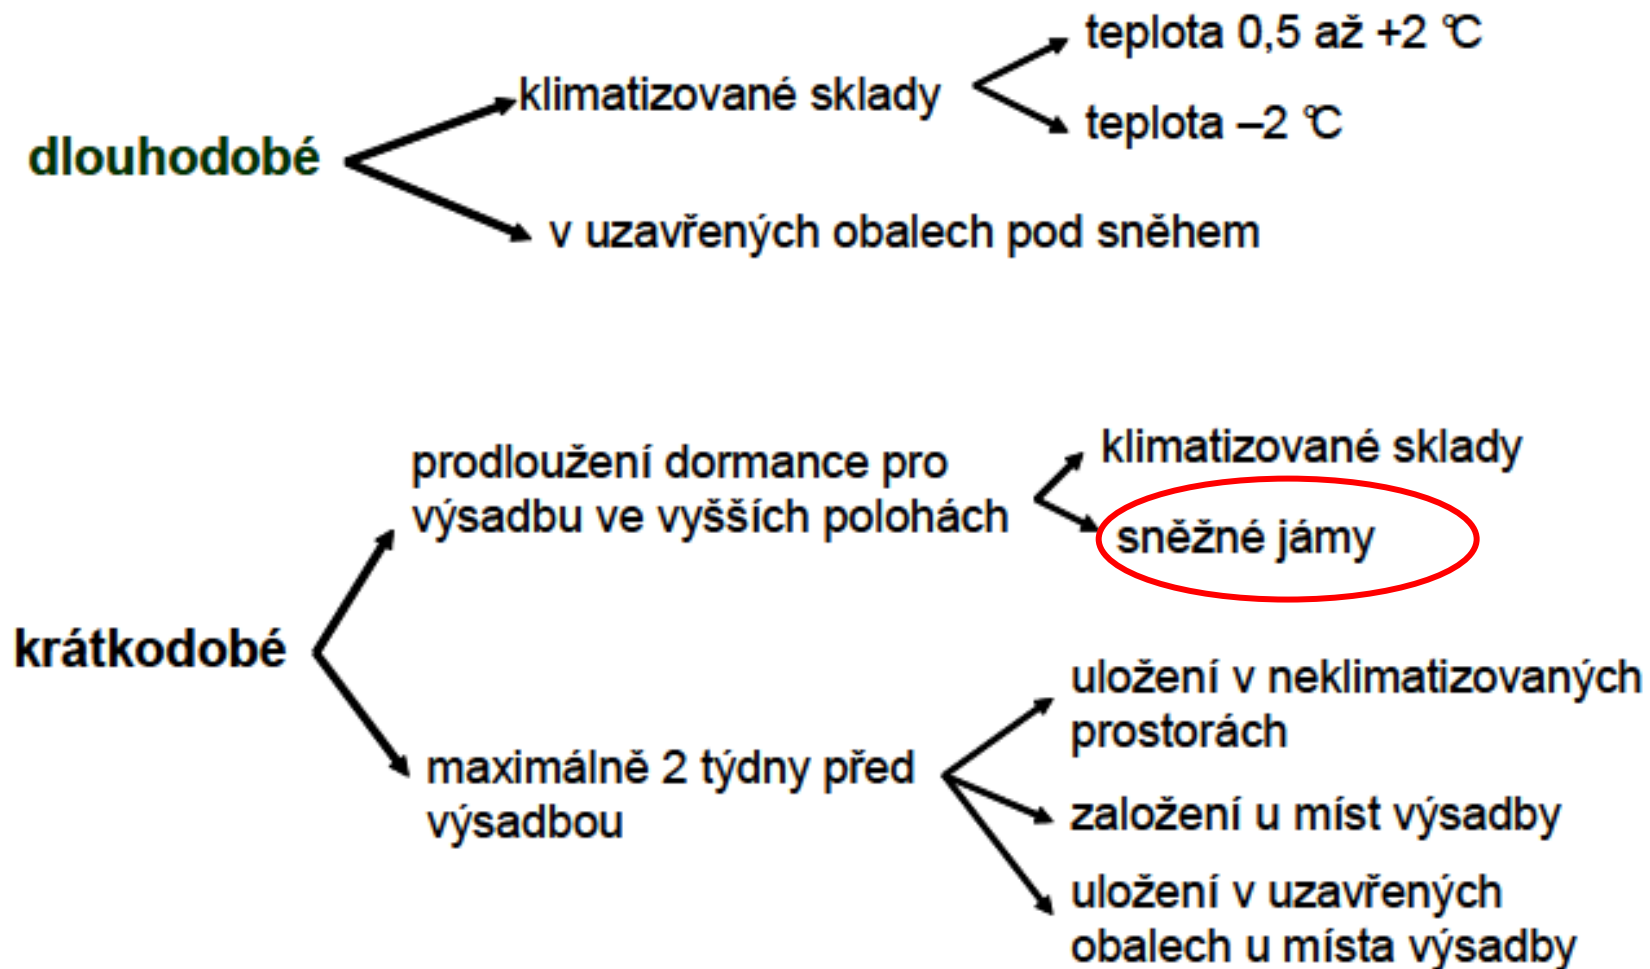 dlouhodobé
klimatizované sklady
teplota 0,5 až +2 °C
teplota –2 °C
v uzavřených obalech pod sněhem
krátkodobé
prodloužení dormance pro
výsadbu ve vyšších polohách
klimatizované sklady
sněžné jámy
maximálně 2 týdny před
výsadbou
uložení v neklimatizovaných
prostorách
založení u míst výsadby
uložení v uzavřených
obalech u místa výsadby